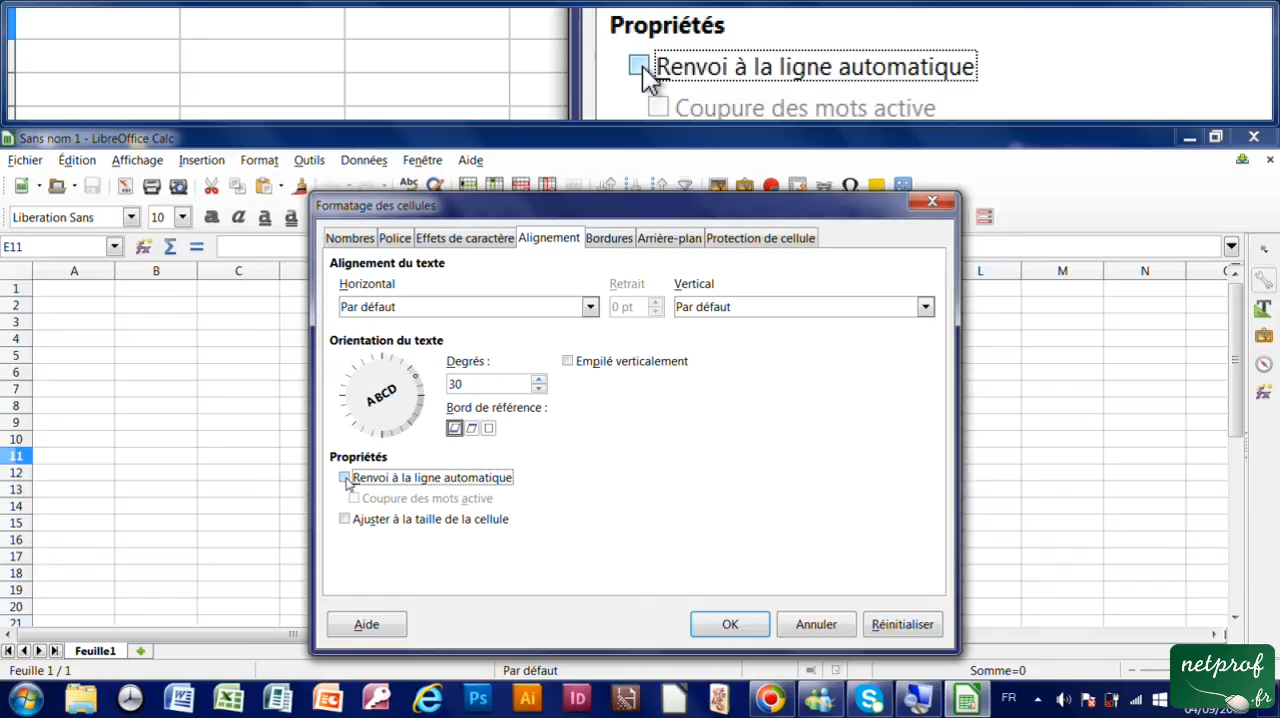 Propriétés
Renvoi à la ligne automatique
Coupure des mots active
Sans nom 1 - LibreOffice Calc
Fichier Édition Affichage Insertion Format Outils Données Fenêtre Aide
Liberation Sans 10
Formatage des cellules
E11
Nombres Police Effets de caractère Alignement Bordures Arrière-plan Protection de cellule
A B C L M N
Alignement du texte
Horizontal Retrait Vertical
Par défaut 0 pt Par défaut
Orientation du texte
Degrés :
Empilé verticalement
ABCD
30
Bord de référence :
Propriétés
Renvoi à la ligne automatique
Coupure des mots active
Ajuster à la taille de la cellule
1
2
3
4
5
6
7
8
9
10
11
12
13
14
15
16
17
18
19
20
21
Aide OK Annuler Réinitialiser
Feuille1
Feuille 1 / 1 Par défaut Somme=0
Ps Ai ID FR
netprof
.fr